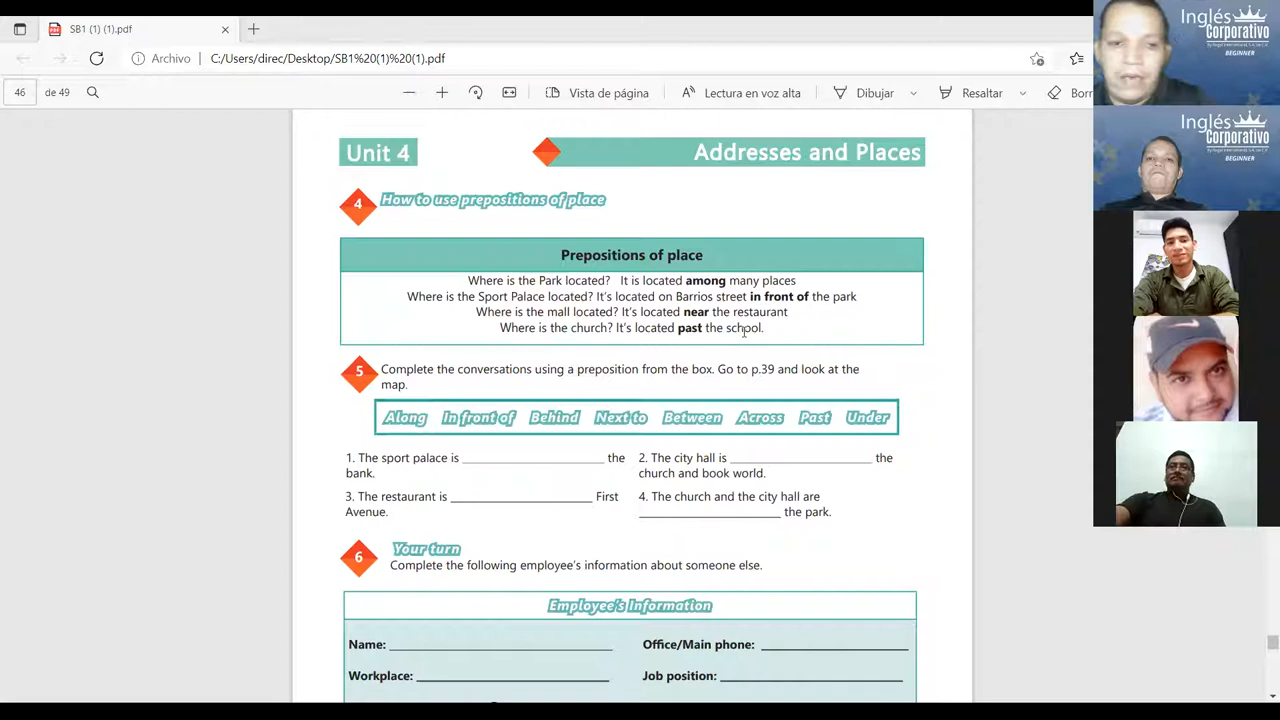 SB1 (1) (1).pdf
Archivo
C:/Users/direc/Desktop/SB1%20(1)%20(1).pdf
46 de 49
Vista de página
Lectura en voz alta
Dibujar
Resaltar
Borr
Unit 4
Addresses and Places
4 How to use prepositions of place
Prepositions of place
Where is the Park located? It is located among many places
Where is the Sport Palace located? It's located on Barrios street in front of the park
Where is the mall located? It's located near the restaurant
Where is the church? It's located past the school.
5 Complete the conversations using a preposition from the box. Go to p.39 and look at the
map.
Along In front of Behind Next to Between Across Past Under
1. The sport palace is ____________________ the
bank.
2. The city hall is ____________________ the
church and book world.
3. The restaurant is ____________________ First
Avenue.
4. The church and the city hall are
____________________ the park.
6 Your turn
Complete the following employee's information about someone else.
Employee's Information
Name: ____________________
Office/Main phone: ____________________
Workplace: ____________________
Job position: ____________________
Inglés
Corporativo
BEGINNER
Inglés
Corporativo
BEGINNER